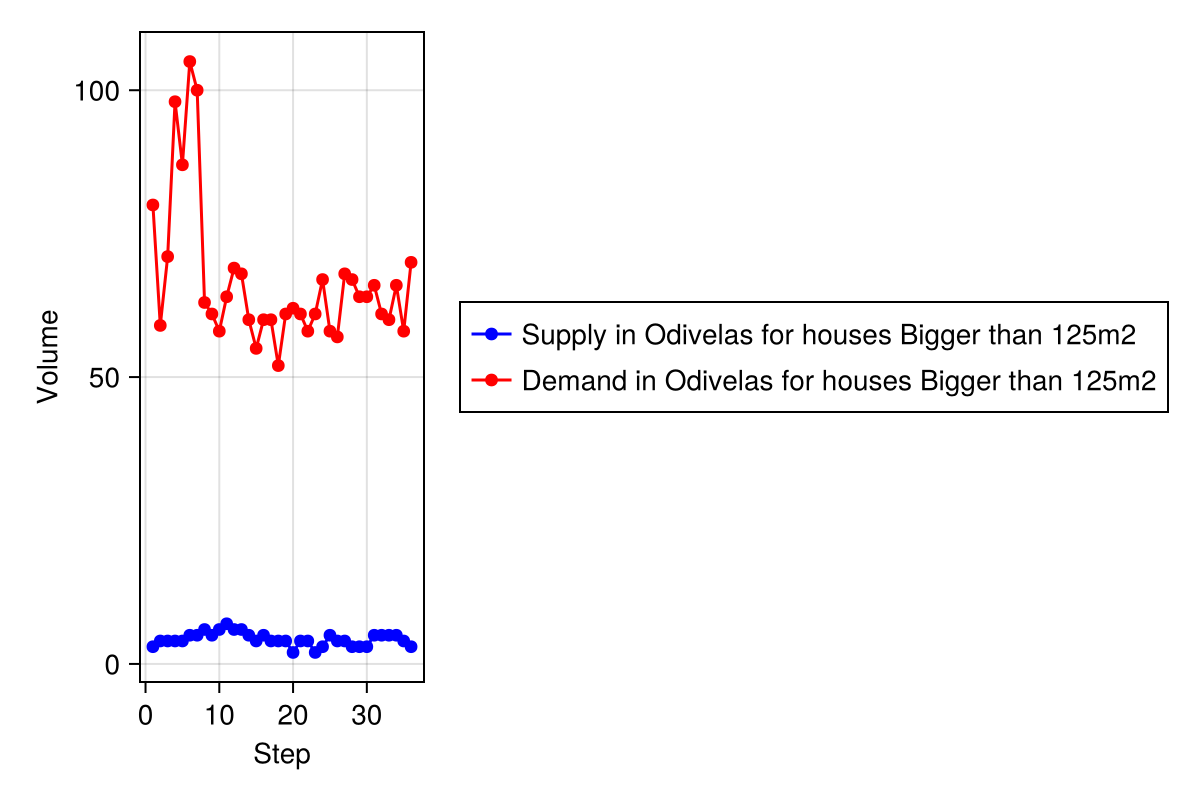 Volume
100
50
0
0 10 20 30
Step
Supply in Odivelas for houses Bigger than 125m2
Demand in Odivelas for houses Bigger than 125m2